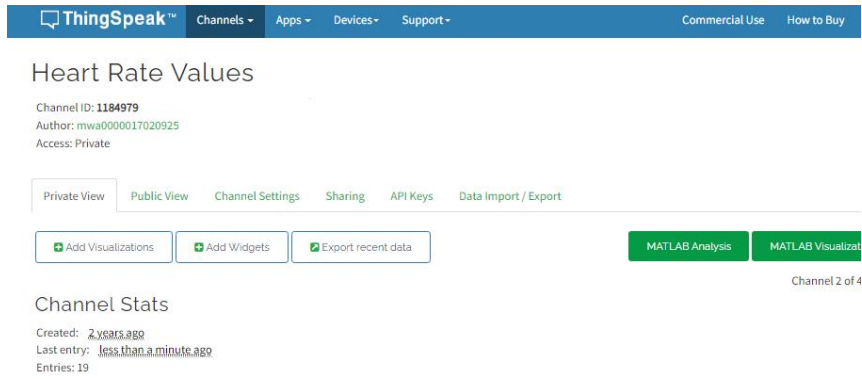 ThingSpeak™ Channels Apps Devices Support Commercial Use How to Buy
Heart Rate Values
Channel ID: 1184979
Author: mwa0000017020925
Access: Private
Private View Public View Channel Settings Sharing API Keys Data Import / Export
Add Visualizations Add Widgets Export recent data MATLAB Analysis MATLAB Visualizat
Channel 2 of 4
Channel Stats
Created: 2 years ago
Last entry: less than a minute ago
Entries: 19